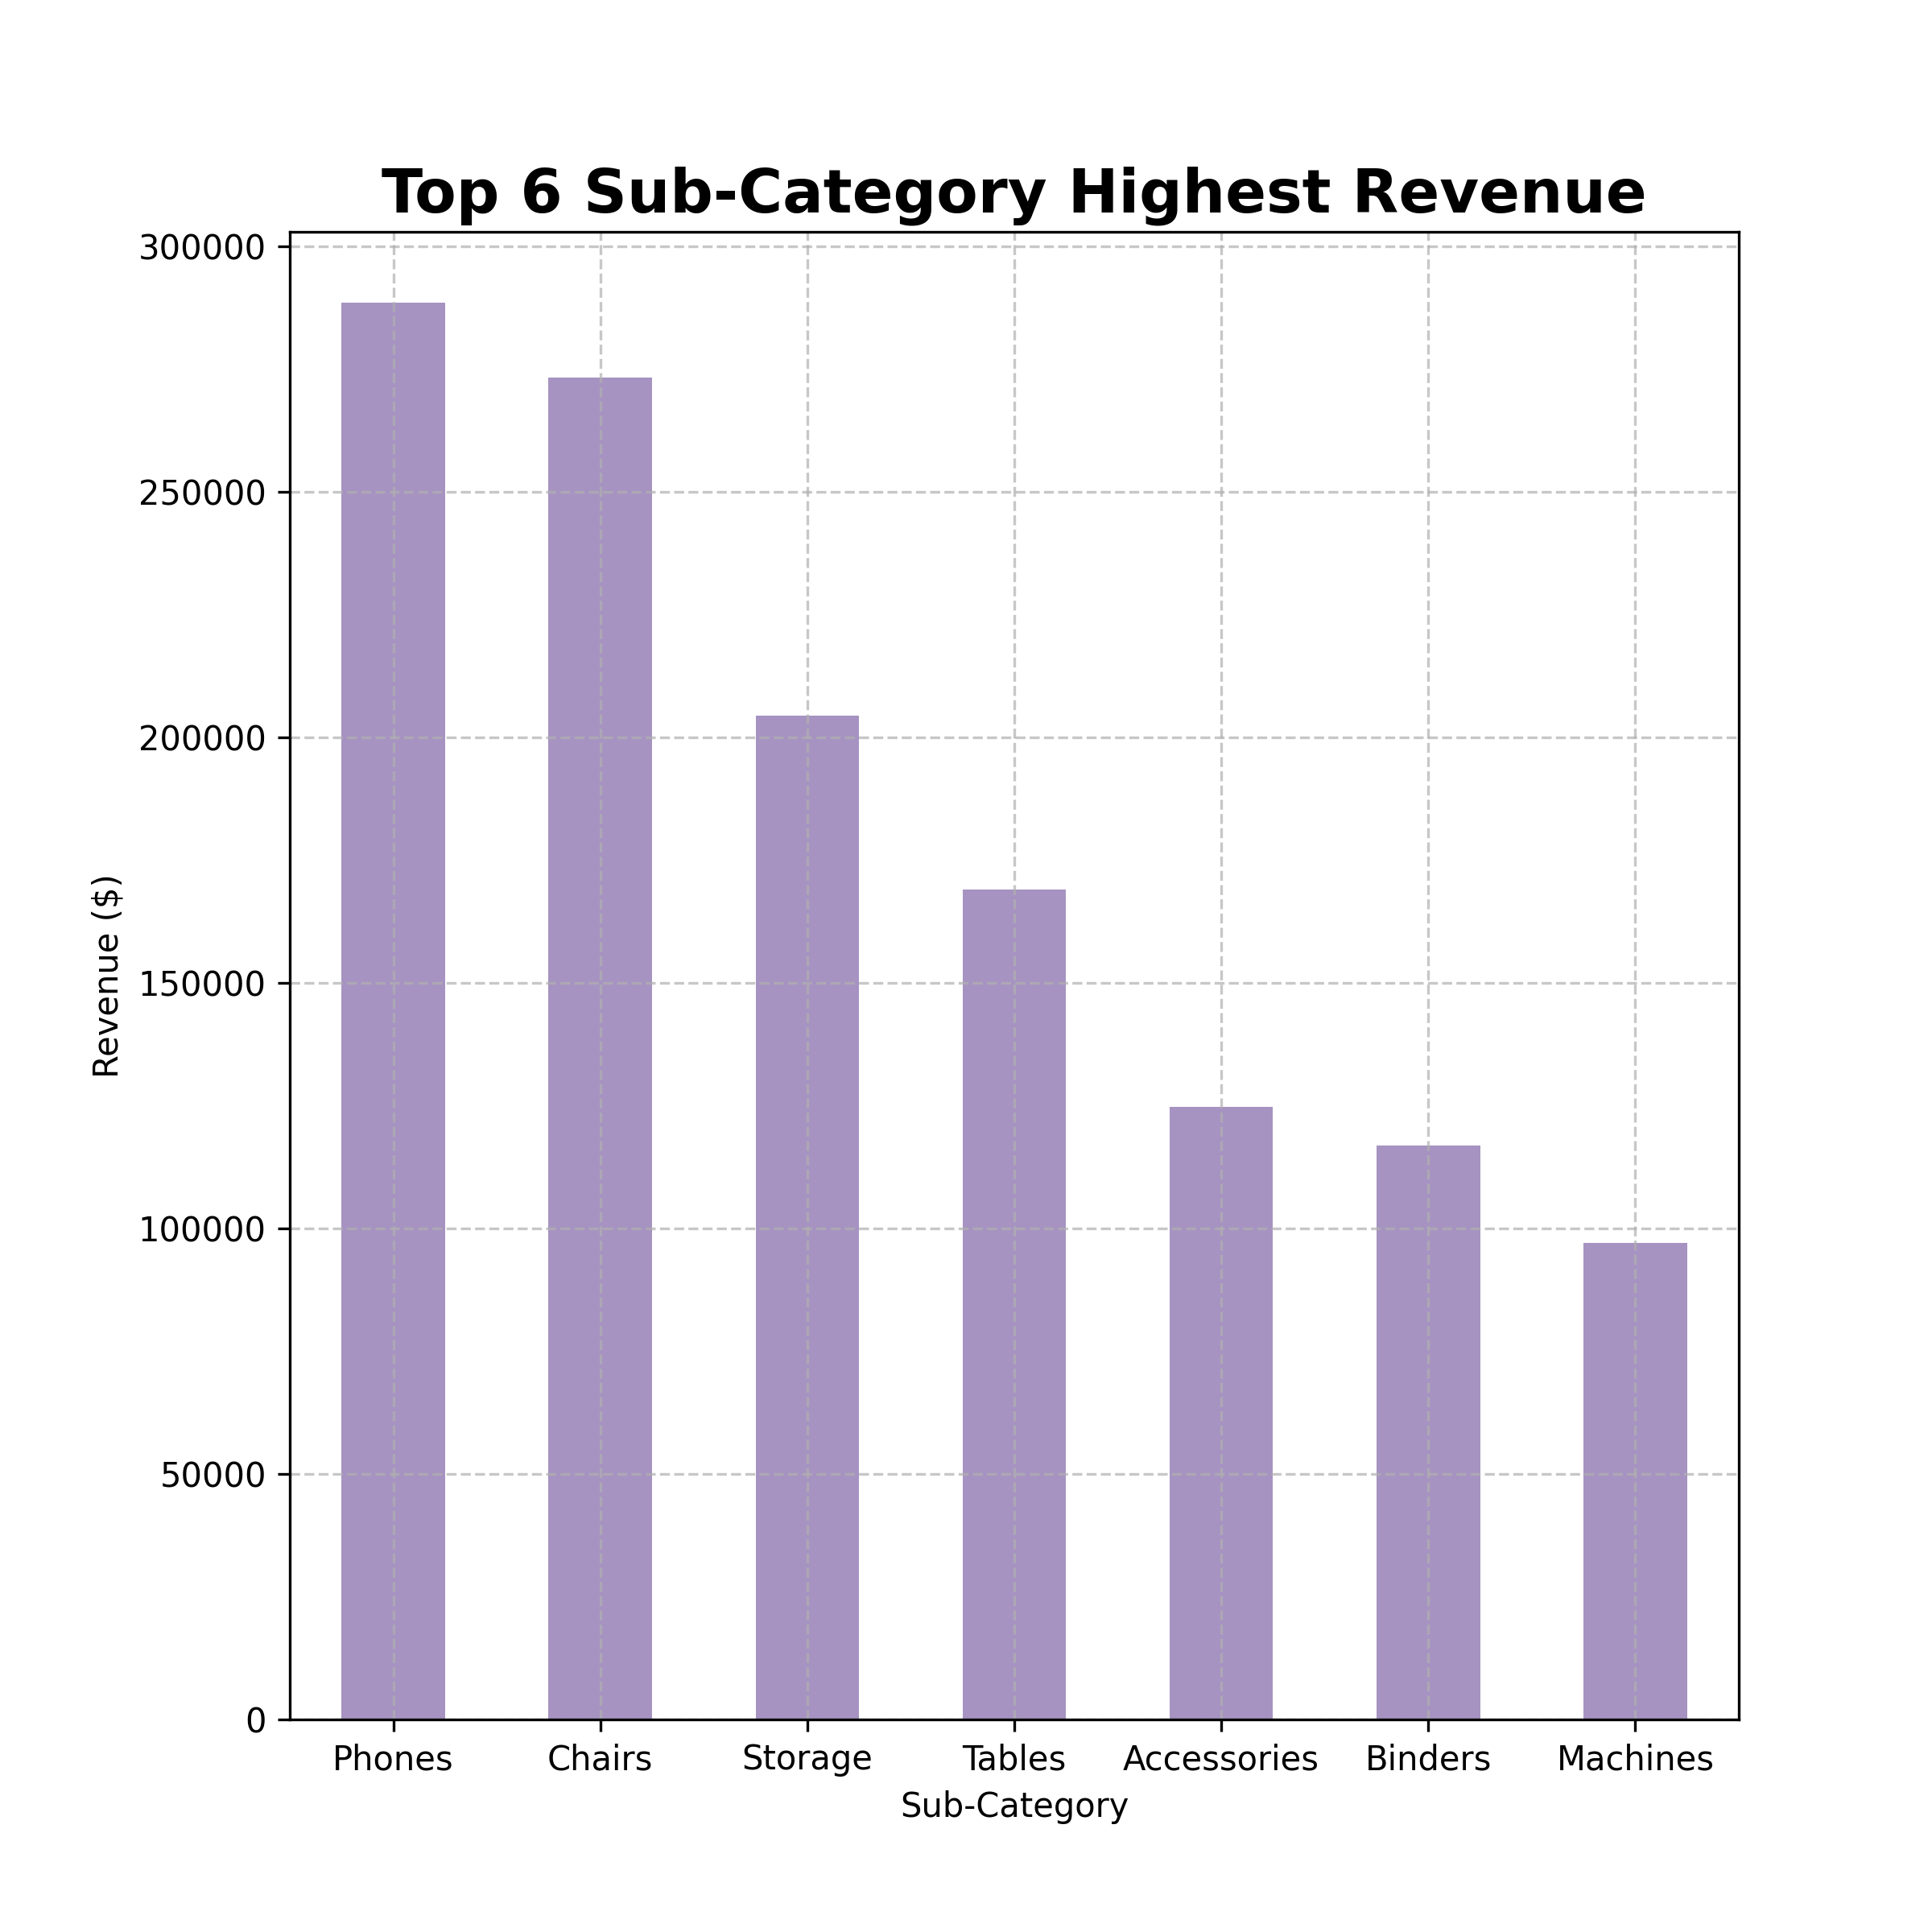 Top 6 Sub-Category Highest Revenue
300000
250000
200000
150000
100000
50000
0
Revenue ($)
Phones Chairs Storage Tables Accessories Binders Machines
Sub-Category